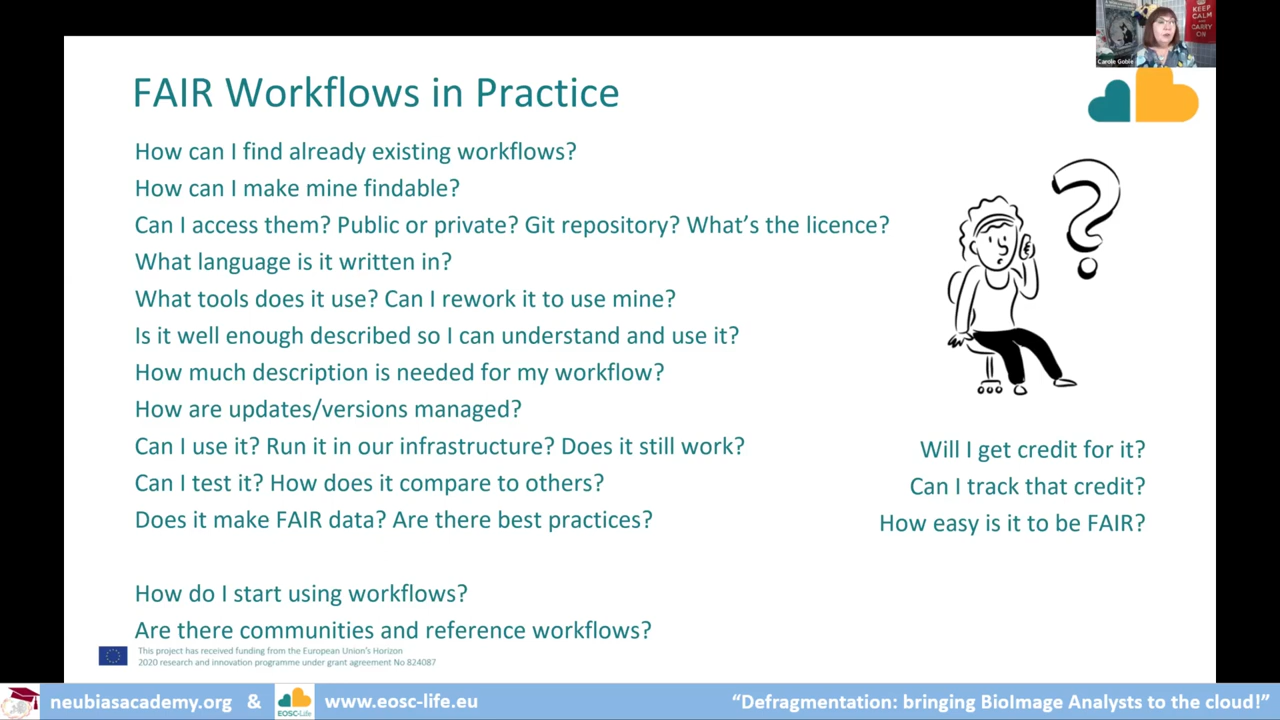 KEEP
CALM
AND
CARRY
ON
Carole Goble
FAIR Workflows in Practice
How can I find already existing workflows?
How can I make mine findable?
Can I access them? Public or private? Git repository? What’s the licence?
What language is it written in?
What tools does it use? Can I rework it to use mine?
Is it well enough described so I can understand and use it?
How much description is needed for my workflow?
How are updates/versions managed?
Can I use it? Run it in our infrastructure? Does it still work?
Can I test it? How does it compare to others?
Does it make FAIR data? Are there best practices?
Will I get credit for it?
Can I track that credit?
How easy is it to be FAIR?
How do I start using workflows?
Are there communities and reference workflows?
This project has received funding from the European Union’s Horizon
2020 research and innovation programme under grant agreement No 824087
neubiasacademy.org & EOSC-Life www.eosc-life.eu “Defragmentation: bringing BioImage Analysts to the cloud!”